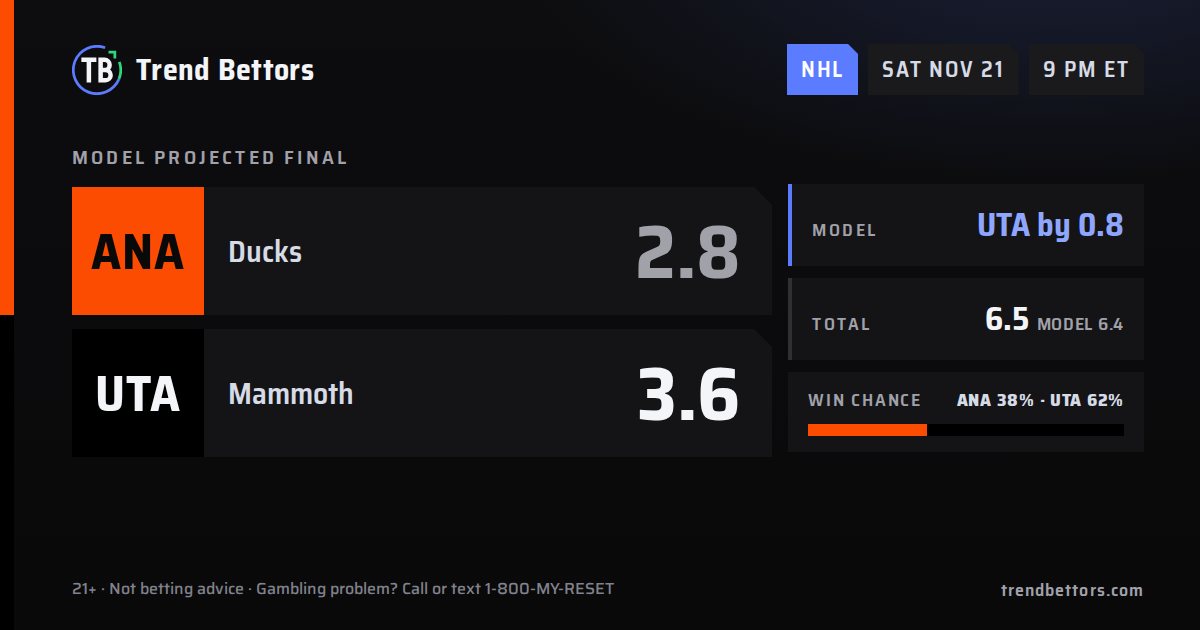 TB Trend Bettors
NHL SAT NOV 21 9 PM ET
MODEL PROJECTED FINAL
ANA Ducks 2.8
UTA Mammoth 3.6
MODEL UTA by 0.8
TOTAL 6.5 MODEL 6.4
WIN CHANCE ANA 38% · UTA 62%
21+ · Not betting advice · Gambling problem? Call or text 1-800-MY-RESET
trendbettors.com